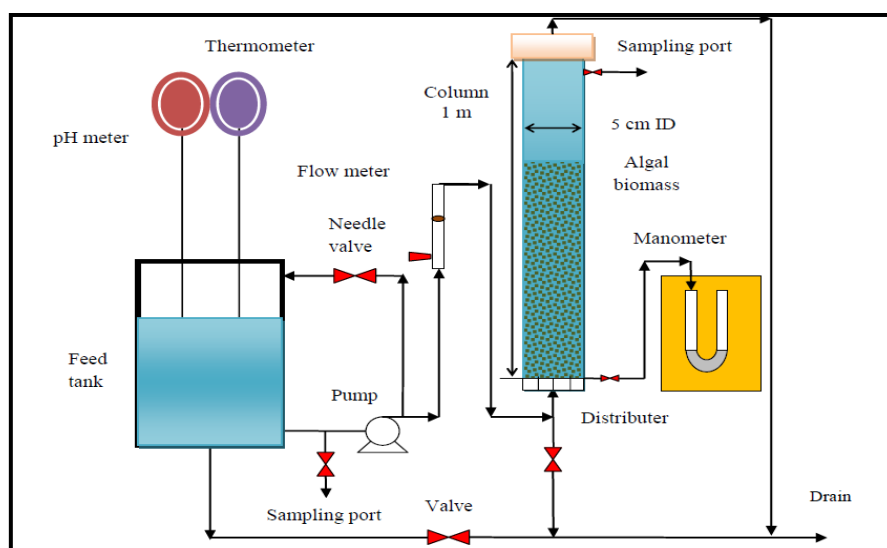 Thermometer
Sampling port
Column
1 m
5 cm ID
pH meter
Algal
biomass
Flow meter
Needle
valve
Manometer
Feed
tank
Pump
Distributer
Drain
Sampling port
Valve